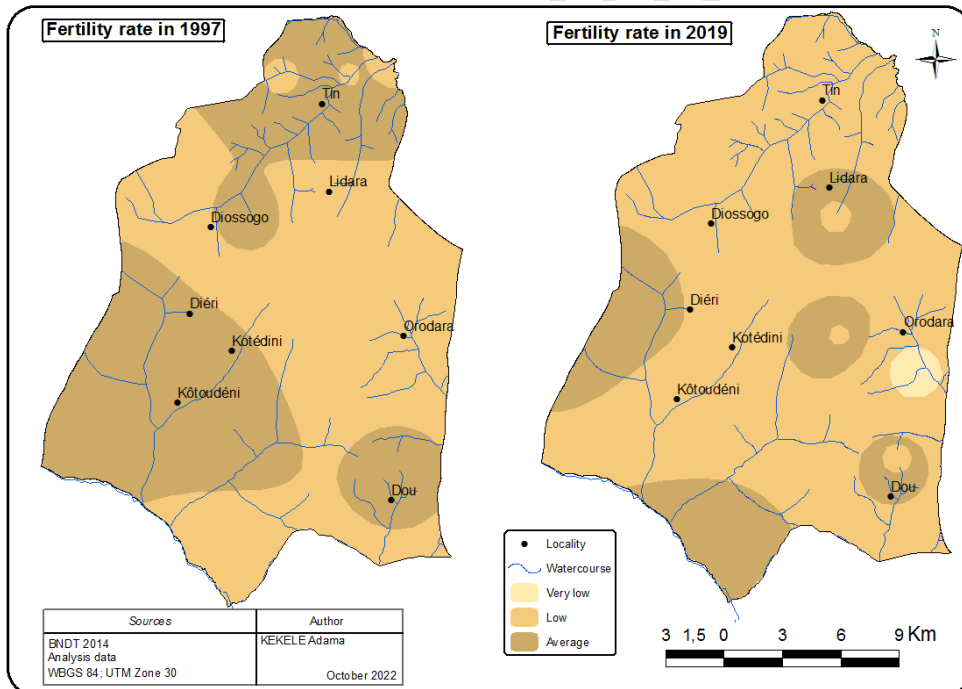 Fertility rate in 1997
Tin
Lidara
Diossogo
Diéri
Kotédini
Orodara
Kôtoudéni
Dou
Sources
BNDT 2014
Analysis data
WBGS 84; UTM Zone 30
Author
KEKELE Adama
October 2022
Fertility rate in 2019
N
Tin
Lidara
Diossogo
Diéri
Orodara
Kotédini
Kôtoudéni
Dou
Locality
Watercourse
Very low
Low
Average
3 1,5 0 3 6 9 Km